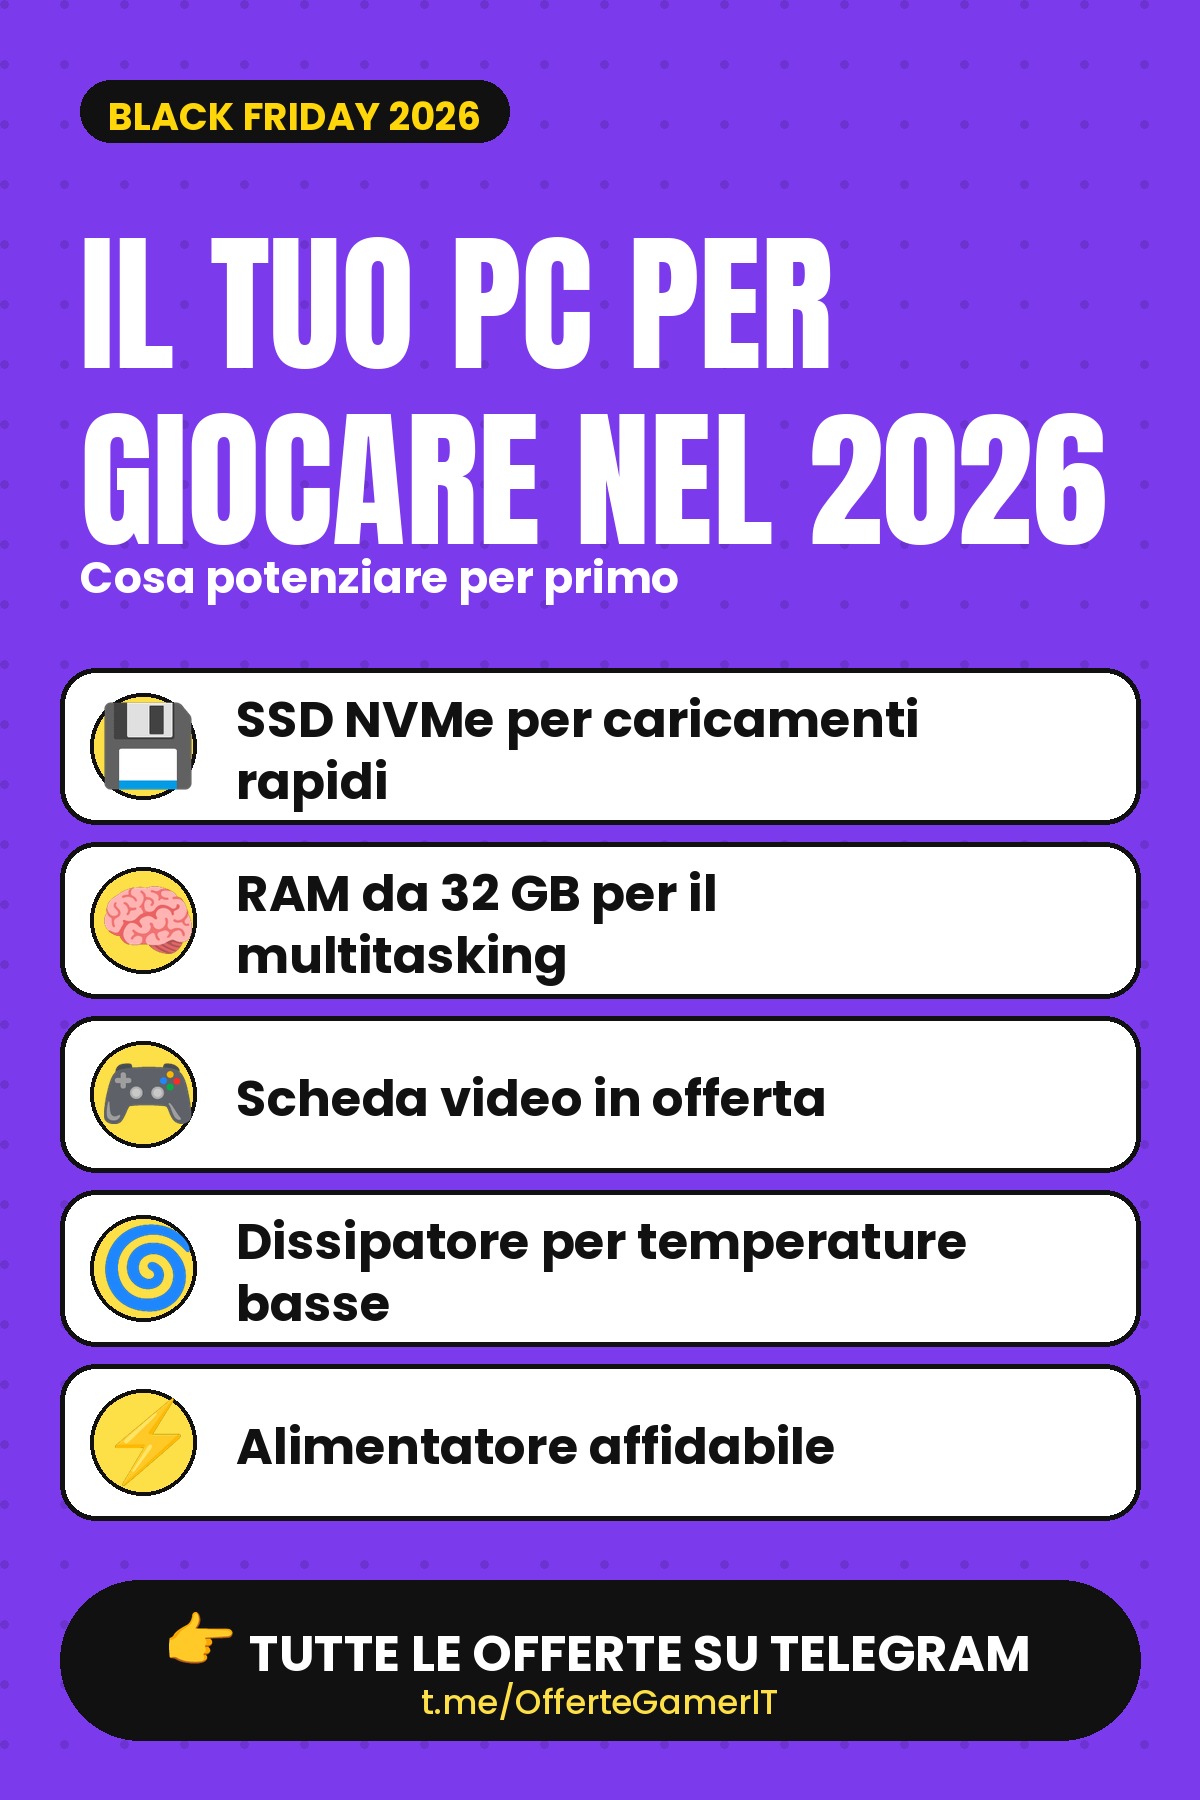 BLACK FRIDAY 2026
IL TUO PC PER
GIOCARE NEL 2026
Cosa potenziare per primo
SSD NVMe per caricamenti
rapidi
RAM da 32 GB per il
multitasking
Scheda video in offerta
Dissipatore per temperature
basse
Alimentatore affidabile
TUTTE LE OFFERTE SU TELEGRAM
t.me/OfferteGamerIT